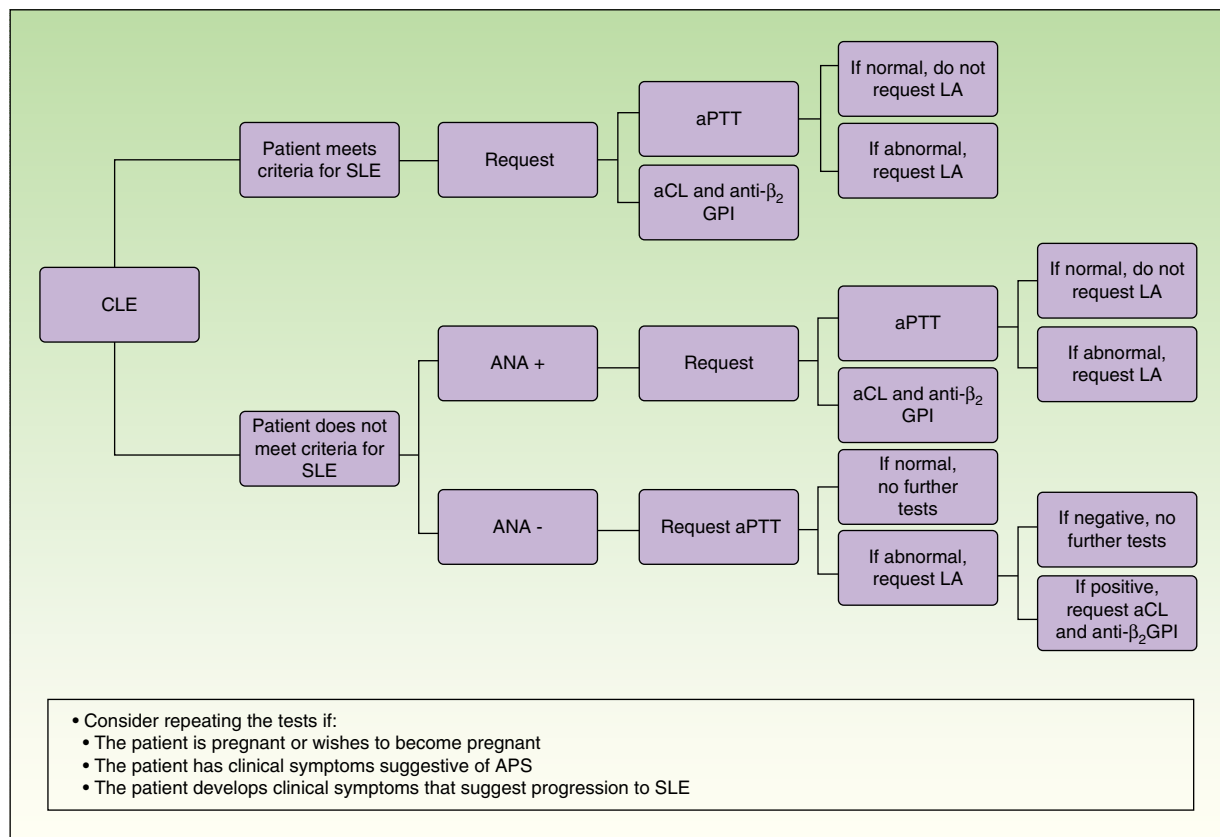 CLE
Patient meets
criteria for SLE
Request
aPTT
If normal, do not
request LA
If abnormal,
request LA
aCL and anti-β₂
GPI
Patient does not
meet criteria for
SLE
ANA +
Request
aPTT
If normal, do not
request LA
If abnormal,
request LA
aCL and anti-β₂
GPI
ANA -
Request aPTT
If normal,
no further
tests
If abnormal,
request LA
If negative, no
further tests
If positive,
request aCL
and anti-β₂GPI
• Consider repeating the tests if:
• The patient is pregnant or wishes to become pregnant
• The patient has clinical symptoms suggestive of APS
• The patient develops clinical symptoms that suggest progression to SLE